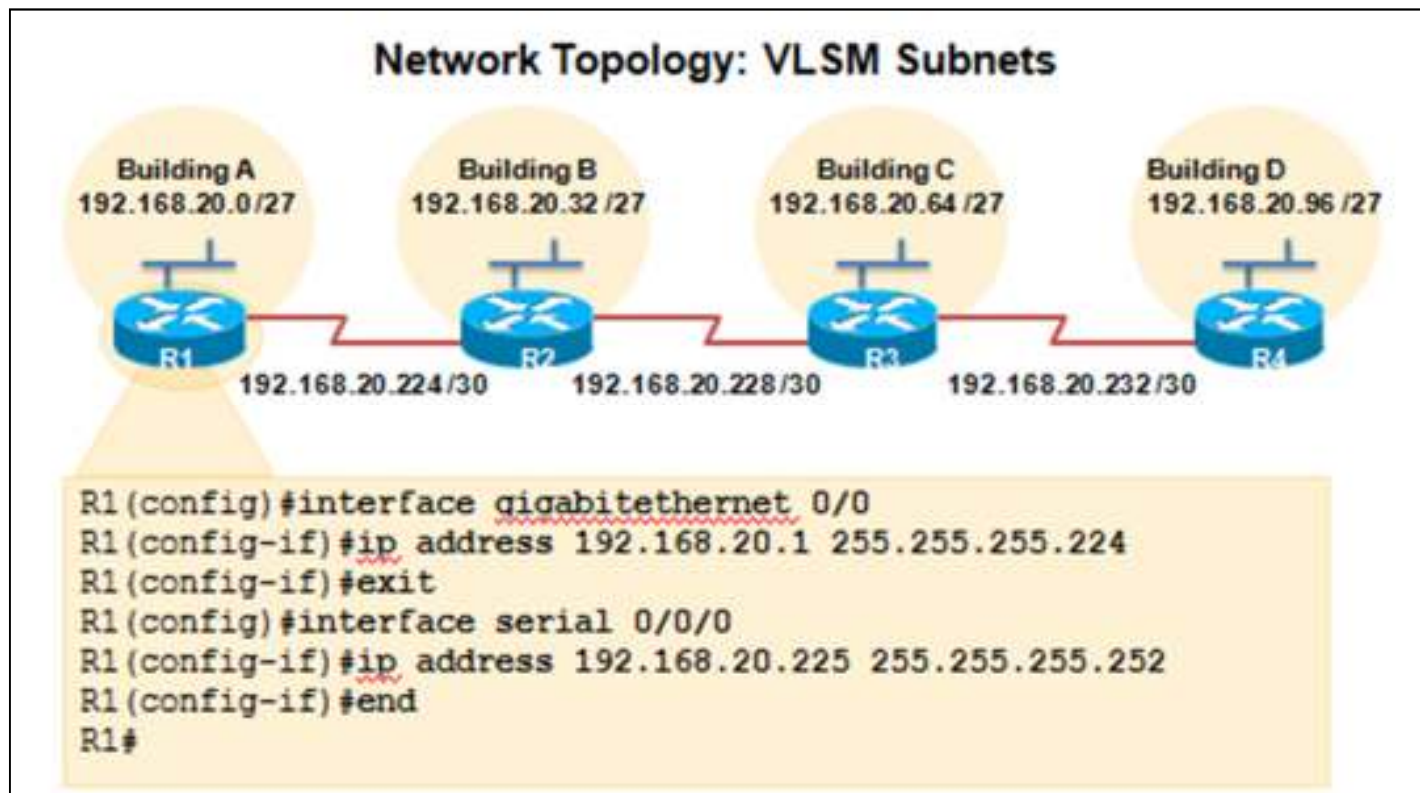 Network Topology: VLSM Subnets
Building A
192.168.20.0/27
Building B
192.168.20.32 /27
Building C
192.168.20.64 /27
Building D
192.168.20.96 /27
R1
R2
R3
R4
192.168.20.224/30
192.168.20.228/30
192.168.20.232/30
R1(config)#interface gigabitethernet 0/0
R1(config-if)#ip address 192.168.20.1 255.255.255.224
R1(config-if)#exit
R1(config)#interface serial 0/0/0
R1(config-if)#ip address 192.168.20.225 255.255.255.252
R1(config-if)#end
R1#